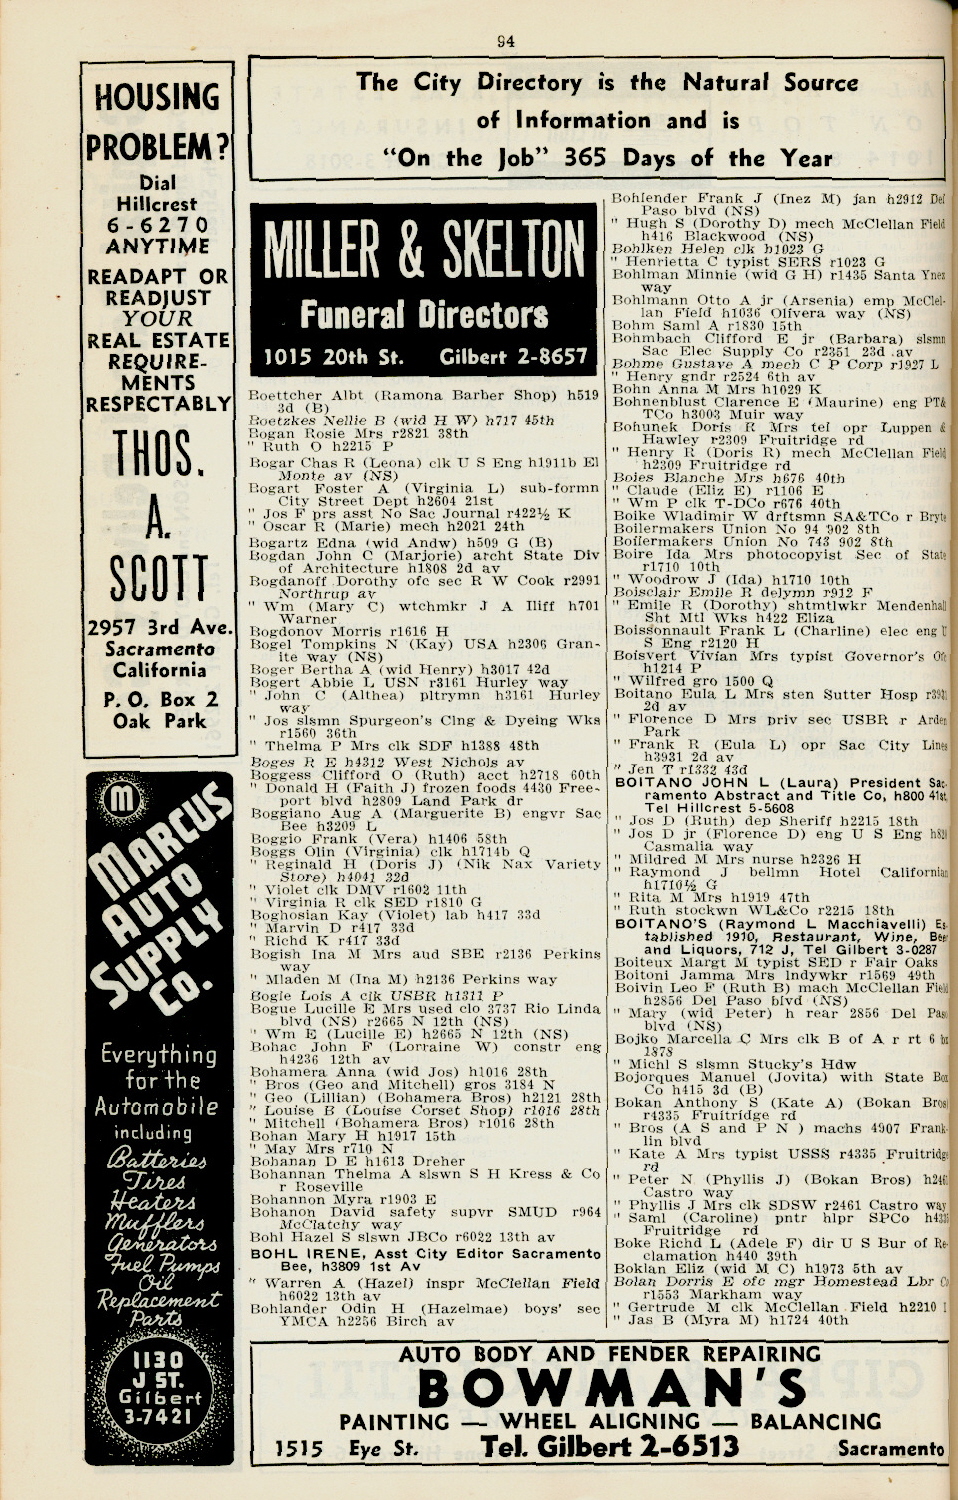 94
HOUSING
PROBLEM?
Dial
Hillcrest
6-6270
ANYTIME
READAPT OR
READJUST
YOUR
REAL ESTATE
REQUIRE-
MENTS
RESPECTABLY
THOS.
A.
SCOTT
2957 3rd Ave.
Sacramento
California
P. O. Box 2
Oak Park
M
MARCUS
AUTO
SUPPLY
Co.
Everything
for the
Automobile
including
Batteries
Tires
Heaters
Mufflers
Generators
Fuel Pumps
Oil
Replacement
Parts
1130
J ST.
Gilbert
3-7421
The City Directory is the Natural Source
of Information and is
"On the Job" 365 Days of the Year
MILLER & SKELTON
Funeral Directors
1015 20th St. Gilbert 2-8657
Boettcher Albt (Ramona Barber Shop) h519
3d (B)
Boetzkes Nellie B (wid H W) h717 45th
Bogan Rosie Mrs r2821 38th
" Ruth O h2215 P
Bogar Chas R (Leona) clk U S Eng h1911b El
Monte av (NS)
Bogart Foster A (Virginia L) sub-formn
City Street Dept h2604 21st
" Jos F prs asst No Sac Journal r422½ K
" Oscar R (Marie) mech h2021 24th
Bogartz Edna (wid Andw) h509 G (B)
Bogdan John C (Marjorie) archt State Div
of Architecture h1808 2d av
Bogdanoff Dorothy ofc sec R W Cook r2991
Northrup av
" Wm (Mary C) wtchmkr J A Iliff h701
Warner
Bogdonov Morris r1616 H
Bogel Tompkins N (Kay) USA h2306 Gran-
ite way (NS)
Boger Bertha A (wid Henry) h3017 42d
Bogert Abbie L USN r3161 Hurley way
" John C (Althea) pltrymn h3161 Hurley
way
" Jos slsmn Spurgeon's Clng & Dyeing Wks
r1560 36th
" Thelma P Mrs clk SDF h1388 48th
Boges R E h4312 West Nichols av
Boggess Clifford O (Ruth) acct h2718 60th
" Donald H (Faith J) frozen foods 4430 Free-
port blvd h2809 Land Park dr
Boggiano Aug A (Marguerite B) engvr Sac
Bee h3209 L
Boggio Frank (Vera) h1406 58th
Boggs Olin (Virginia) clk h1714b Q
" Reginald H (Doris J) (Nik Nax Variety
Store) h4041 32d
" Violet clk DMV r1602 11th
" Virginia R clk SED r1810 G
Boghosian Kay (Violet) lab h417 33d
" Marvin D r417 33d
" Richd K r417 33d
Bogish Ina M Mrs aud SBE r2136 Perkins
way
" Mladen M (Ina M) h2136 Perkins way
Bogle Lois A clk USBR h1311 P
Bogue Lucille E Mrs used clo 3737 Rio Linda
blvd (NS) r2665 N 12th (NS)
" Wm E (Lucille E) h2665 N 12th (NS)
Bohac John F (Lorraine W) constr eng
h4236 12th av
Bohamera Anna (wid Jos) h1016 28th
" Bros (Geo and Mitchell) gros 3184 N
" Geo (Lillian) (Bohamera Bros) h2121 28th
" Louise B (Louise Corset Shop) r1016 28th
" Mitchell (Bohamera Bros) r1016 28th
Bohan Mary H h1917 15th
" May Mrs r710 N
Bohanan D E h1613 Dreher
Bohannan Thelma A slswn S H Kress & Co
r Roseville
Bohannon Myra r1903 E
Bohanon David safety supvr SMUD r964
McClatchy way
Bohl Hazel S slswn JBCo r6022 13th av
BOHL IRENE, Asst City Editor Sacramento
Bee, h3809 1st Av
" Warren A (Hazel) inspr McClellan Field
h6022 13th av
Bohlander Odin H (Hazelmae) boys' sec
YMCA h2256 Birch av
Bohlender Frank J (Inez M) jan h2912 Del
Paso blvd (NS)
" Hugh S (Dorothy D) mech McClellan Field
h416 Blackwood (NS)
Bohlken Helen clk h1023 G
" Henrietta C typist SERS r1023 G
Bohlman Minnie (wid G H) r1435 Santa Ynez
way
Bohlmann Otto A jr (Arsenia) emp McClel-
lan Field h1036 Olivera way (NS)
Bohm Saml A r1830 15th
Bohmbach Clifford E jr (Barbara) slsmn
Sac Elec Supply Co r2351 23d av
Bohme Gustave A mech C P Corp r1927 L
" Henry gndr r2524 6th av
Bohn Anna M Mrs h1029 K
Bohnenblust Clarence E (Maurine) eng PT&
TCo h3003 Muir way
Bohunek Doris R Mrs tel opr Luppen &
Hawley r2309 Fruitridge rd
" Henry R (Doris R) mech McClellan Field
h2309 Fruitridge rd
Boies Blanche Mrs h676 40th
" Claude (Eliz E) r1106 E
" Wm P clk T-DCo r676 40th
Boike Wladimir W drftsmn SA&TCo r Bryte
Boilermakers Union No 94 902 8th
Boilermakers Union No 743 902 8th
Boire Ida Mrs photocopyist Sec of State
r1710 10th
" Woodrow J (Ida) h1710 10th
Boisclair Emile R delymn r912 F
" Emile R (Dorothy) shtmtlwkr Mendenhall
Sht Mtl Wks h422 Eliza
Boissonnault Frank L (Charline) elec eng U
S Eng r2120 H
Boisvert Vivian Mrs typist Governor's Ofc
h1214 P
" Wilfred gro 1500 Q
Boitano Eula L Mrs sten Sutter Hosp r3931
2d av
" Florence D Mrs priv sec USBR r Arden
Park
" Frank R (Eula L) opr Sac City Lines
h3931 2d av
" Jen T r1332 43d
BOITANO JOHN L (Laura) President Sac-
ramento Abstract and Title Co, h800 41st,
Tel Hillcrest 5-5608
" Jos D (Ruth) dep Sheriff h2215 18th
" Jos D jr (Florence D) eng U S Eng
Casmalia way
" Mildred M Mrs nurse h2326 H
" Raymond J bellmn Hotel Californian
h1710½ G
" Rita M Mrs h1919 47th
" Ruth stockwn WL&Co r2215 18th
BOITANO'S (Raymond L Macchiavelli) Es-
tablished 1910, Restaurant, Wine, Beer
and Liquors, 712 J, Tel Gilbert 3-0287
Boiteux Margt M typist SED r Fair Oaks
Boitoni Jamma Mrs lndywkr r1569 49th
Boivin Leo F (Ruth B) mach McClellan Field
h2856 Del Paso blvd (NS)
" Mary (wid Peter) h rear 2856 Del Paso
blvd (NS)
Bojko Marcella C Mrs clk B of A r rt 6 bx
1878
" Michl S slsmn Stucky's Hdw
Bojorques Manuel (Jovita) with State Box
Co h415 3d (B)
Bokan Anthony S (Kate A) (Bokan Bros)
r4335 Fruitridge rd
" Bros (A S and P N ) machs 4907 Frank-
lin blvd
" Kate A Mrs typist USSS r4335 Fruitridge
rd
" Peter N (Phyllis J) (Bokan Bros) h2461
Castro way
" Phyllis J Mrs clk SDSW r2461 Castro way
" Saml (Caroline) pntr hlpr SPCo h4335
Fruitridge rd
Boke Richd L (Adele F) dir U S Bur of Re-
clamation h440 39th
Boklan Eliz (wid M C) h1973 5th av
Bolan Dorris E ofc mgr Homestead Lbr Co
r1553 Markham way
" Gertrude M clk McClellan Field h2210
" Jas B (Myra M) h1724 40th
AUTO BODY AND FENDER REPAIRING
BOWMAN'S
PAINTING — WHEEL ALIGNING — BALANCING
1515 Eye St. Tel. Gilbert 2-6513 Sacramento